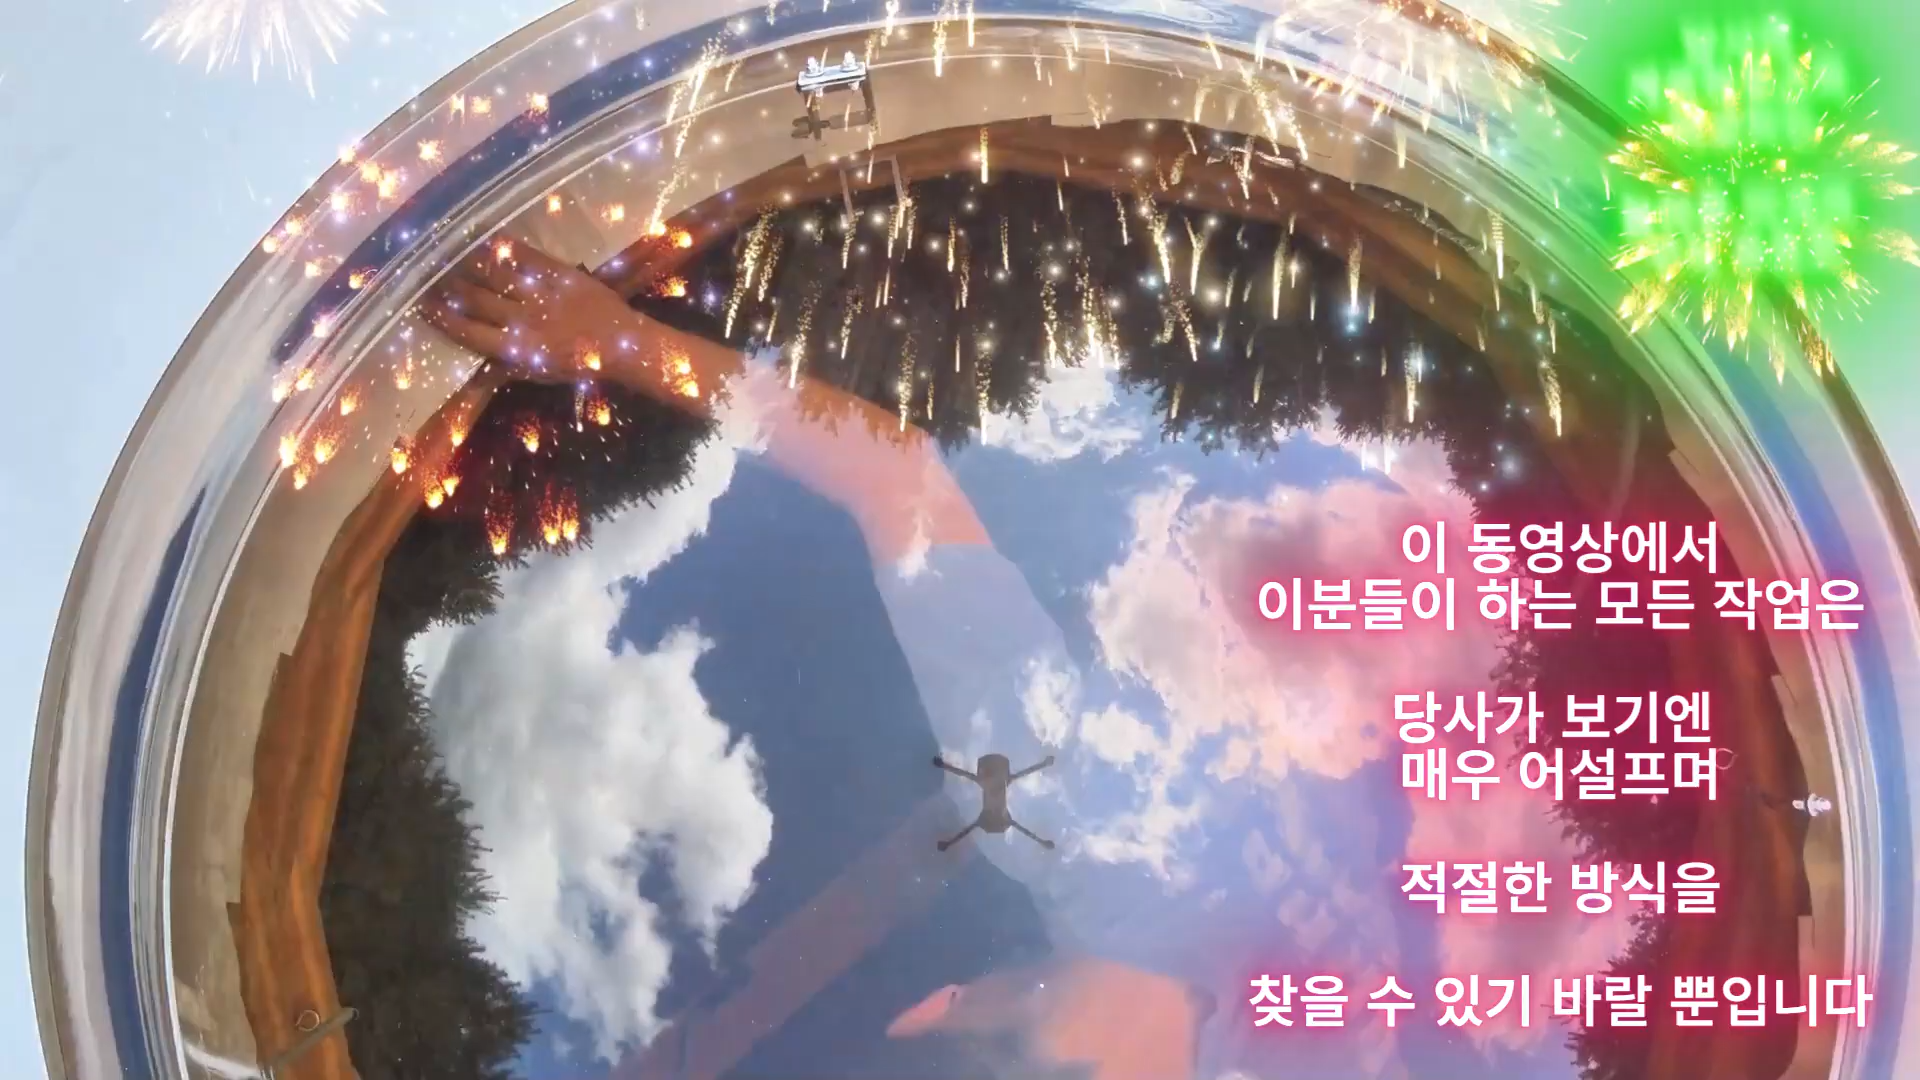 이 동영상에서
이분들이 하는 모든 작업은
당사가 보기엔
매우 어설프며
적절한 방식을
찾을 수 있기 바랄 뿐입니다